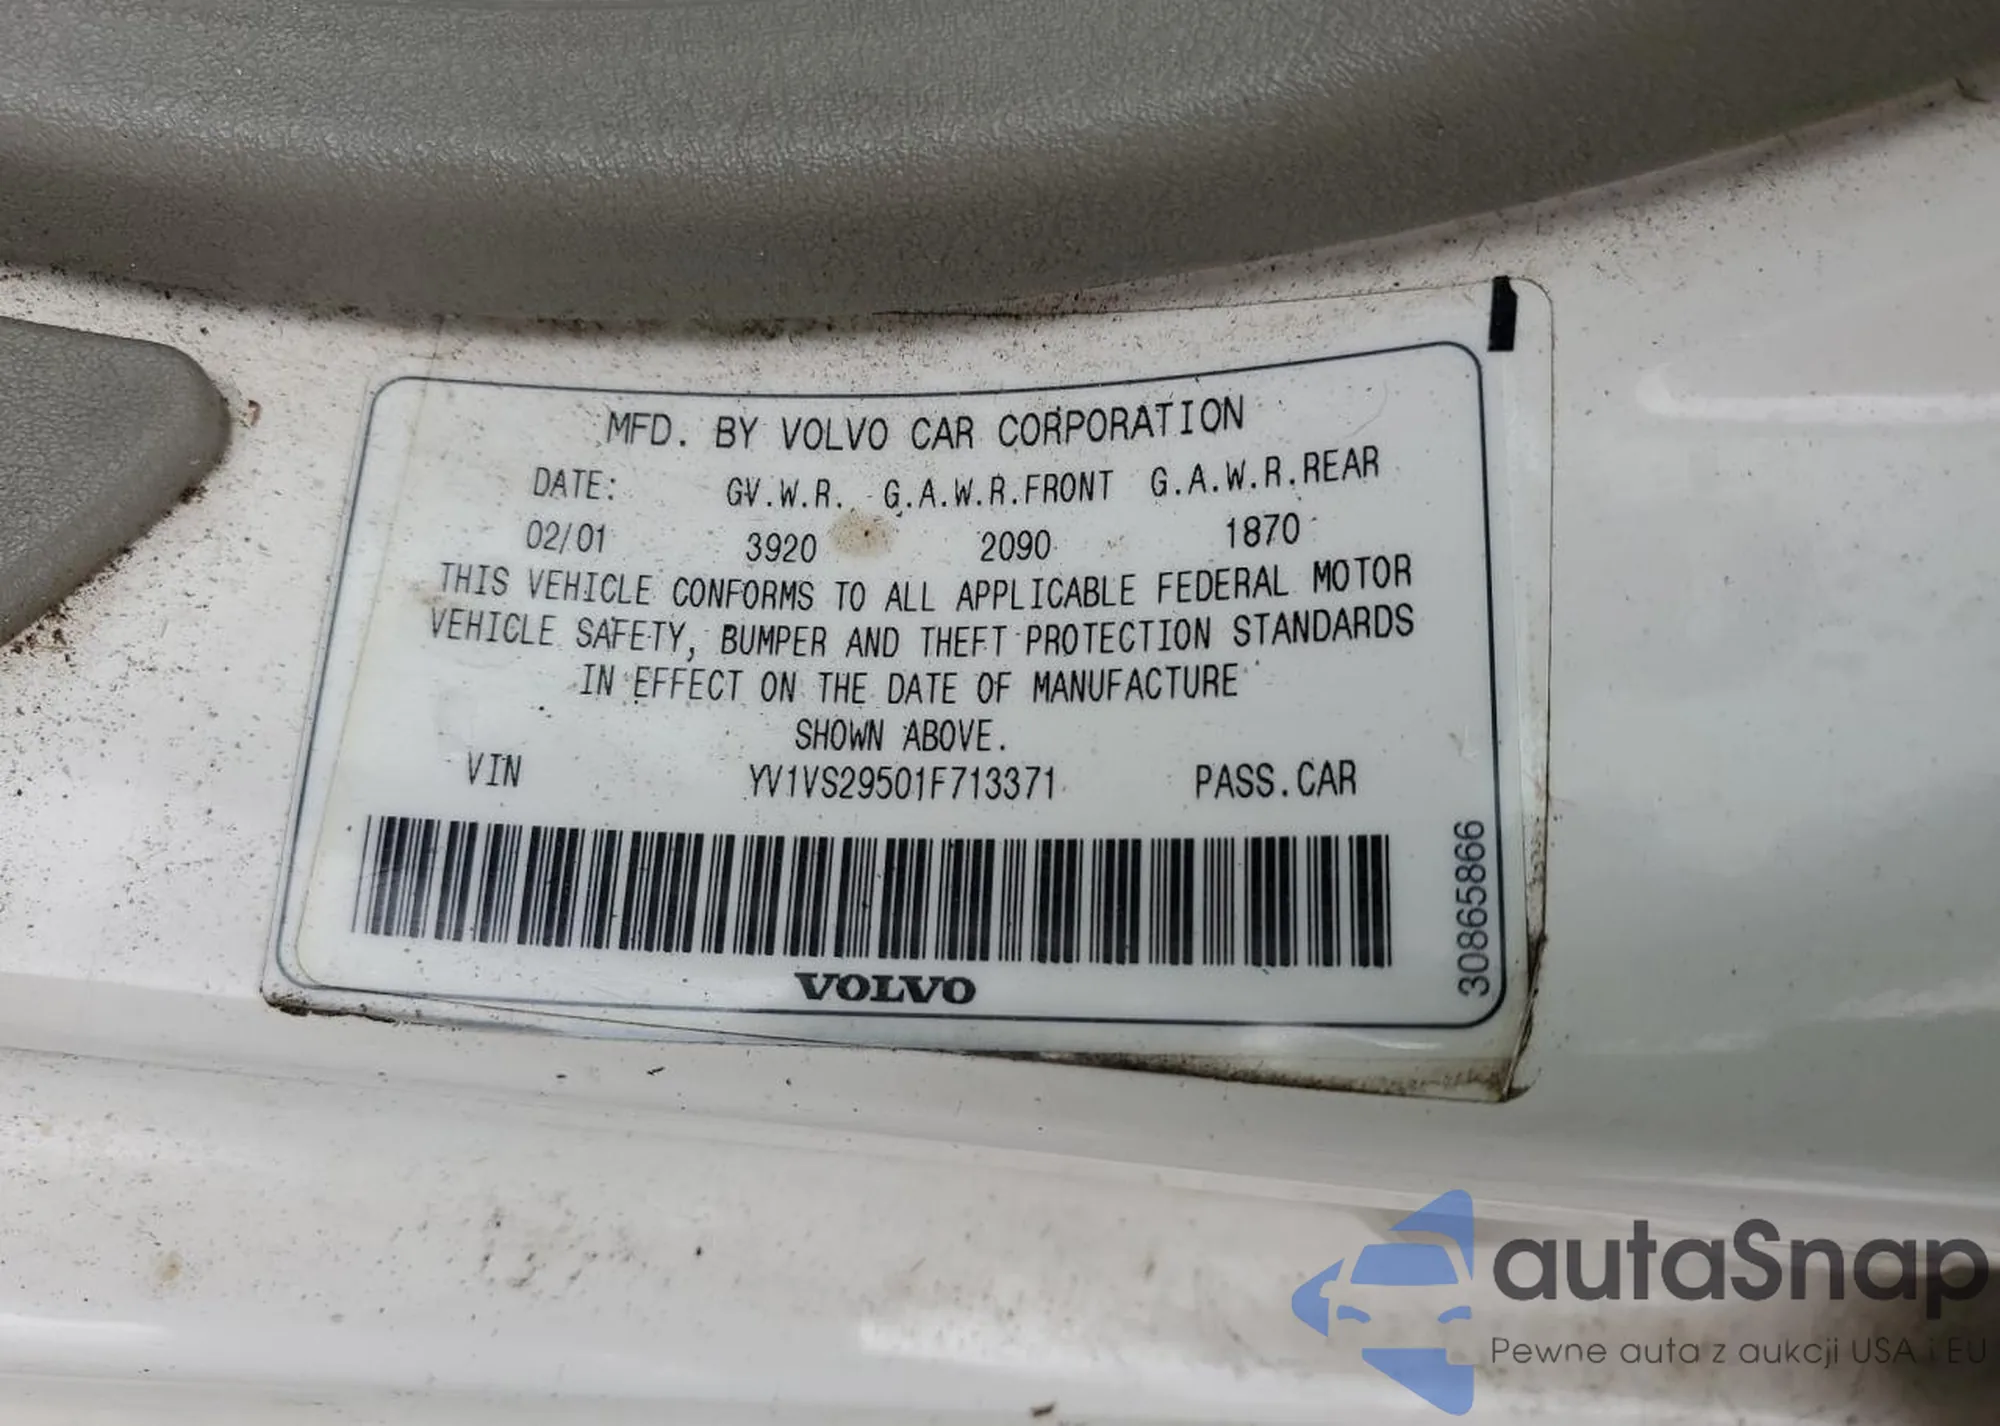 MFD. BY VOLVO CAR CORPORATION
DATE: GV.W.R. G.A.W.R.FRONT G.A.W.R.REAR
02/01 3920 2090 1870
THIS VEHICLE CONFORMS TO ALL APPLICABLE FEDERAL MOTOR
VEHICLE SAFETY, BUMPER AND THEFT PROTECTION STANDARDS
IN EFFECT ON THE DATE OF MANUFACTURE
SHOWN ABOVE.
VIN YV1VS29501F713371 PASS.CAR
30865866
VOLVO
autaSnap
Pewne auta z aukcji USA i EU